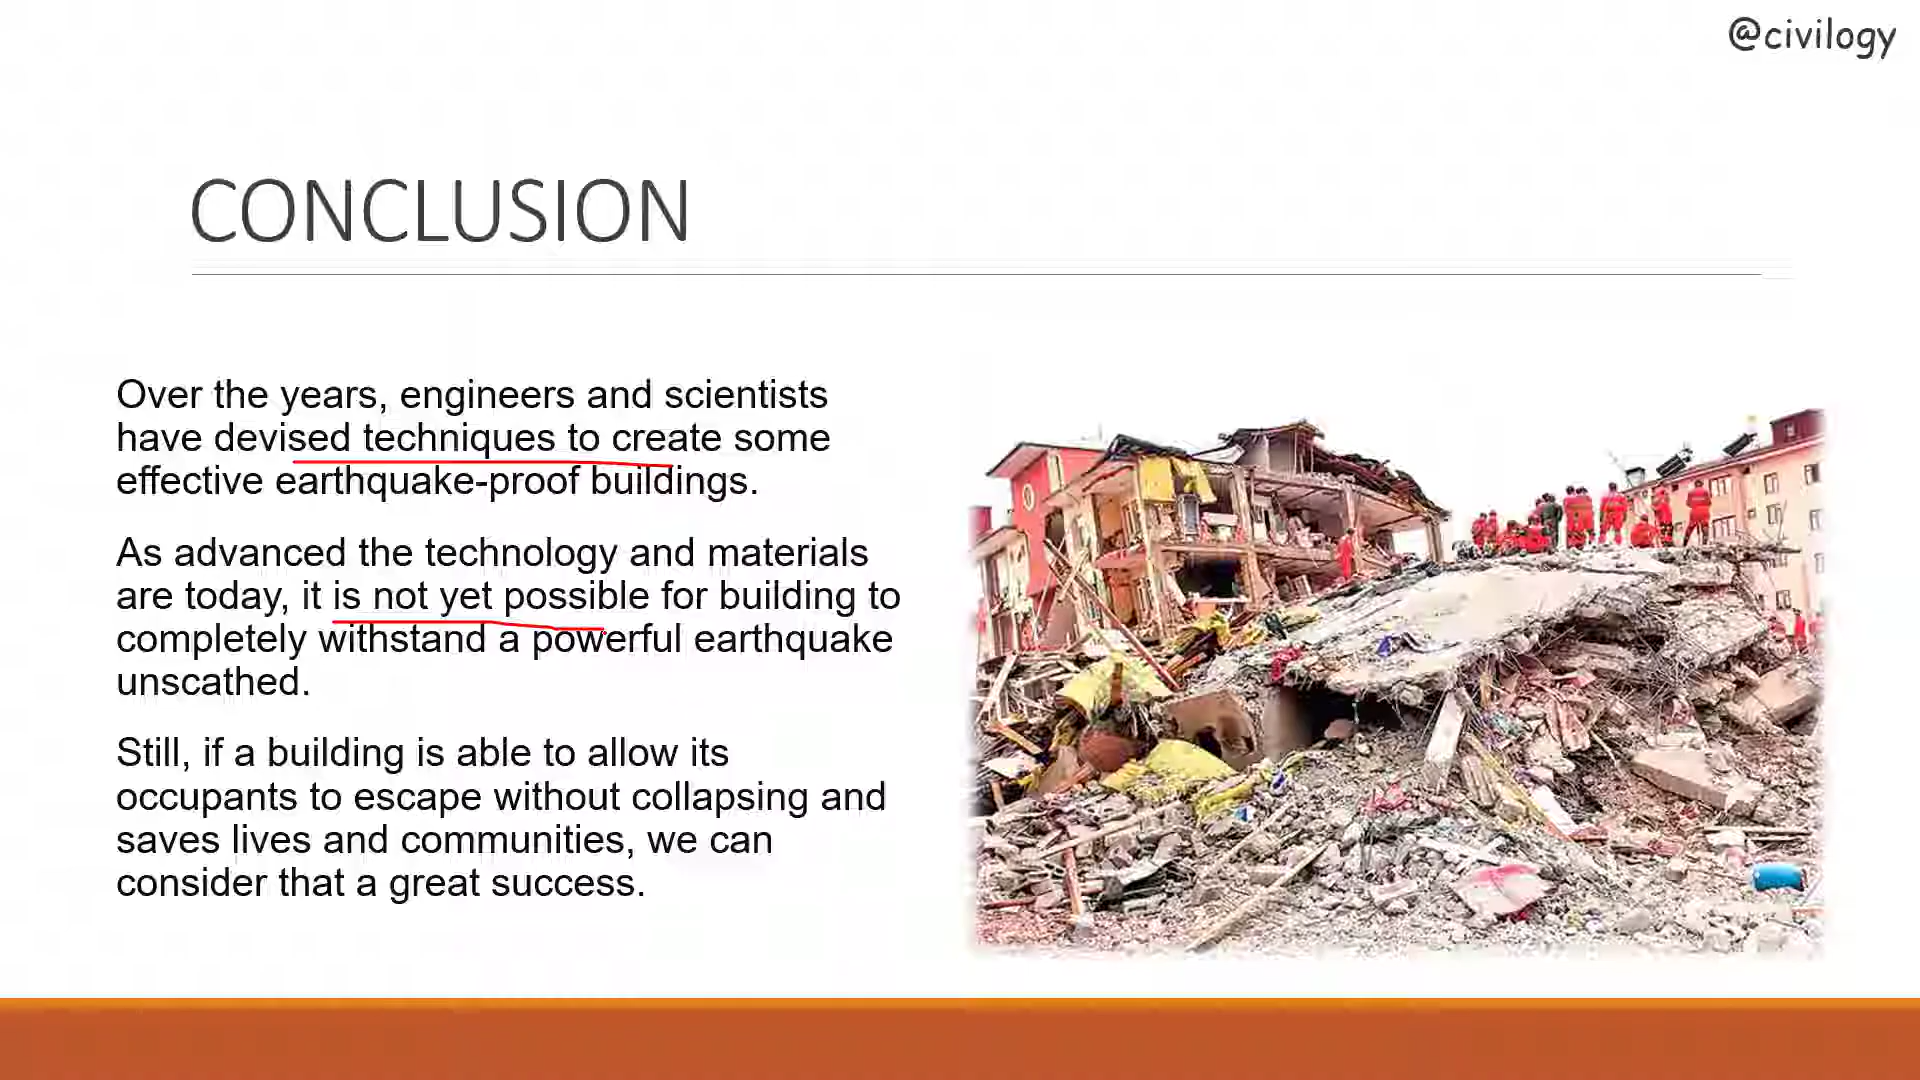 @civilogy
CONCLUSION
Over the years, engineers and scientists
have devised techniques to create some
effective earthquake-proof buildings.
As advanced the technology and materials
are today, it is not yet possible for building to
completely withstand a powerful earthquake
unscathed.
Still, if a building is able to allow its
occupants to escape without collapsing and
saves lives and communities, we can
consider that a great success.